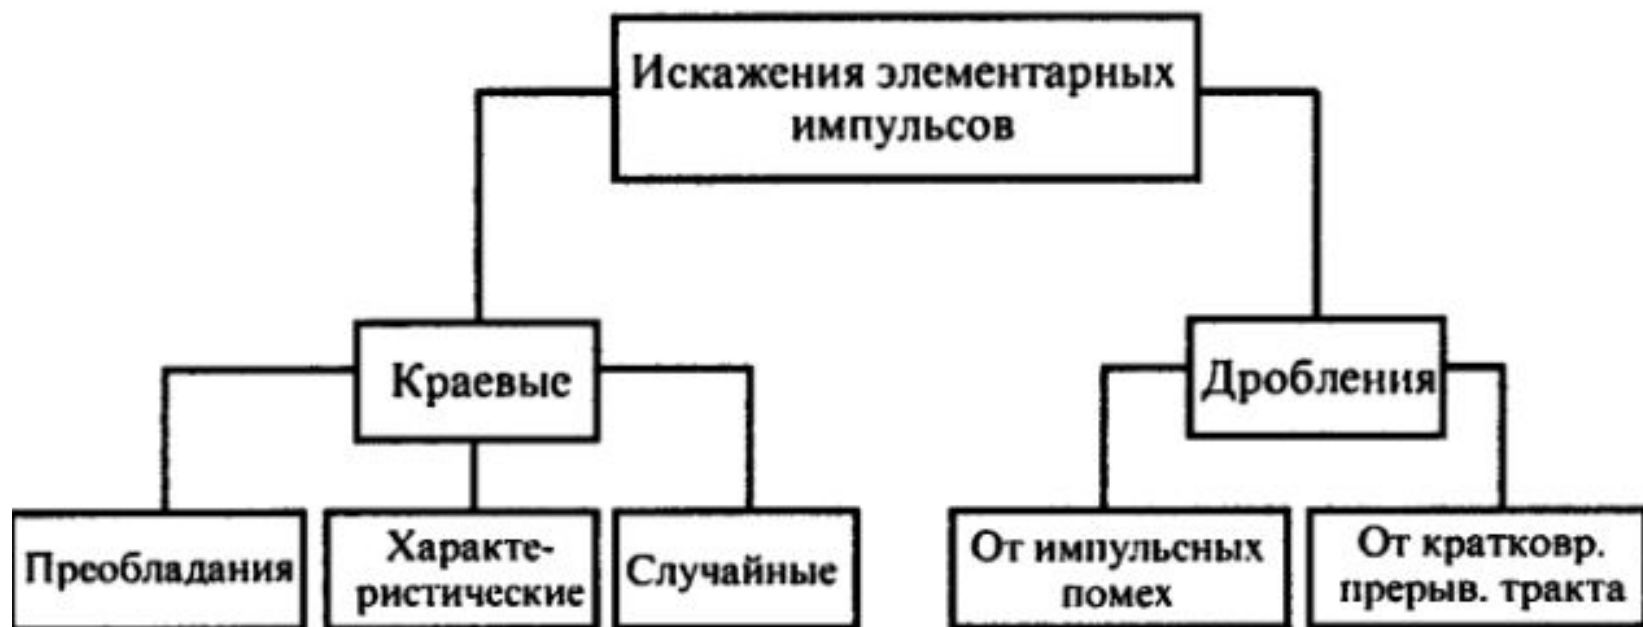 Искажения элементарных
импульсов
Краевые
Дробления
Преобладания
Характе-
ристические
Случайные
От импульсных
помех
От кратковр.
прерыв. тракта